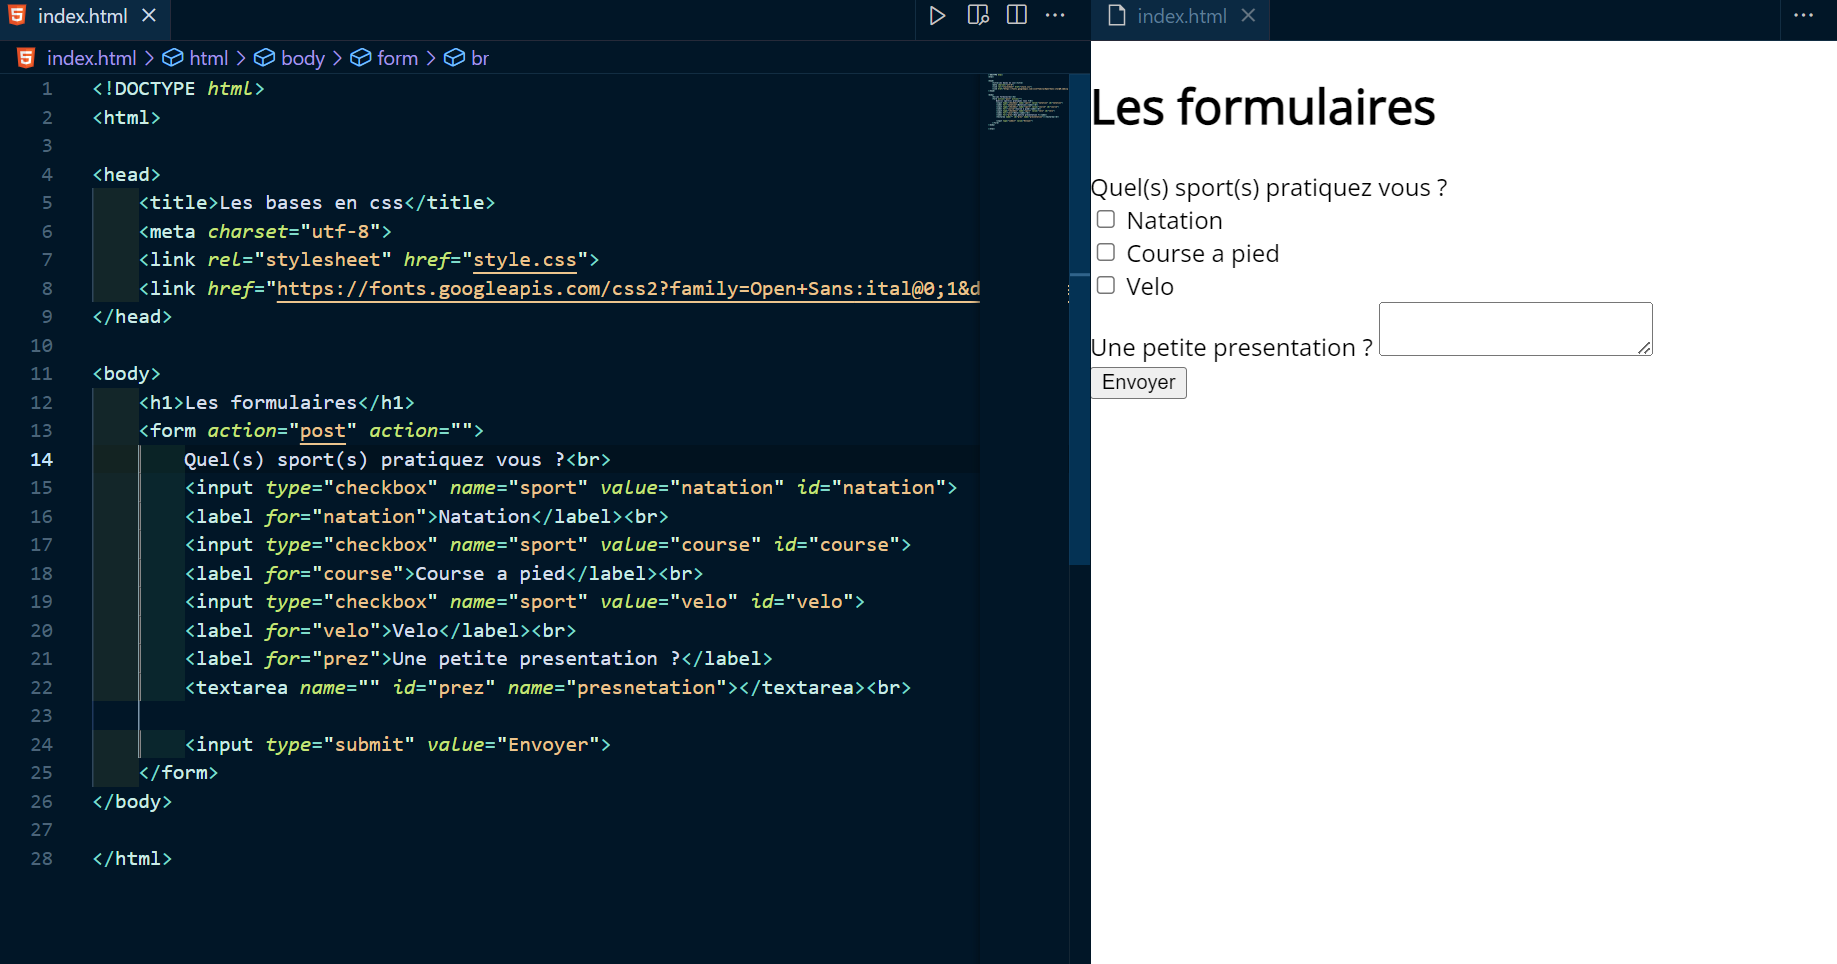 index.html
index.html
index.html > html > body > form > br
1 <!DOCTYPE html>
2 <html>
3
4 <head>
5 <title>Les bases en css</title>
6 <meta charset="utf-8">
7 <link rel="stylesheet" href="style.css">
8 <link href="https://fonts.googleapis.com/css2?family=Open+Sans:ital@0;1&d
9 </head>
10
11 <body>
12 <h1>Les formulaires</h1>
13 <form action="post" action="">
14 Quel(s) sport(s) pratiquez vous ?<br>
15 <input type="checkbox" name="sport" value="natation" id="natation">
16 <label for="natation">Natation</label><br>
17 <input type="checkbox" name="sport" value="course" id="course">
18 <label for="course">Course a pied</label><br>
19 <input type="checkbox" name="sport" value="velo" id="velo">
20 <label for="velo">Velo</label><br>
21 <label for="prez">Une petite presentation ?</label>
22 <textarea name="" id="prez" name="presnetation"></textarea><br>
23
24 <input type="submit" value="Envoyer">
25 </form>
26 </body>
27
28 </html>
Les formulaires
Quel(s) sport(s) pratiquez vous ?
Natation
Course a pied
Velo
Une petite presentation ?
Envoyer